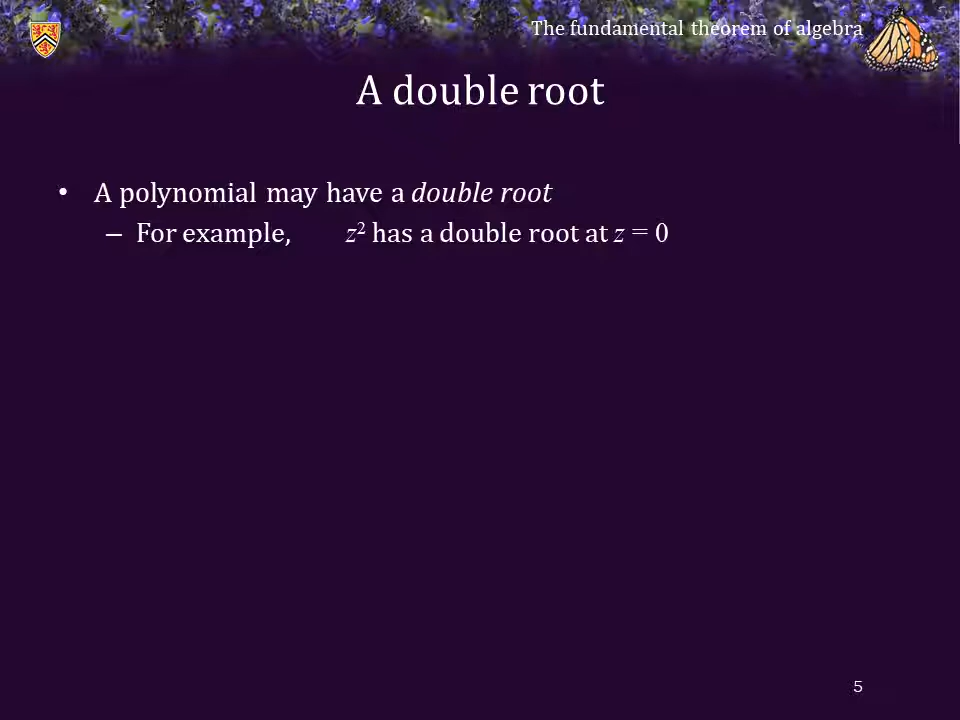 The fundamental theorem of algebra
A double root
• A polynomial may have a double root
– For example, z² has a double root at z = 0
5